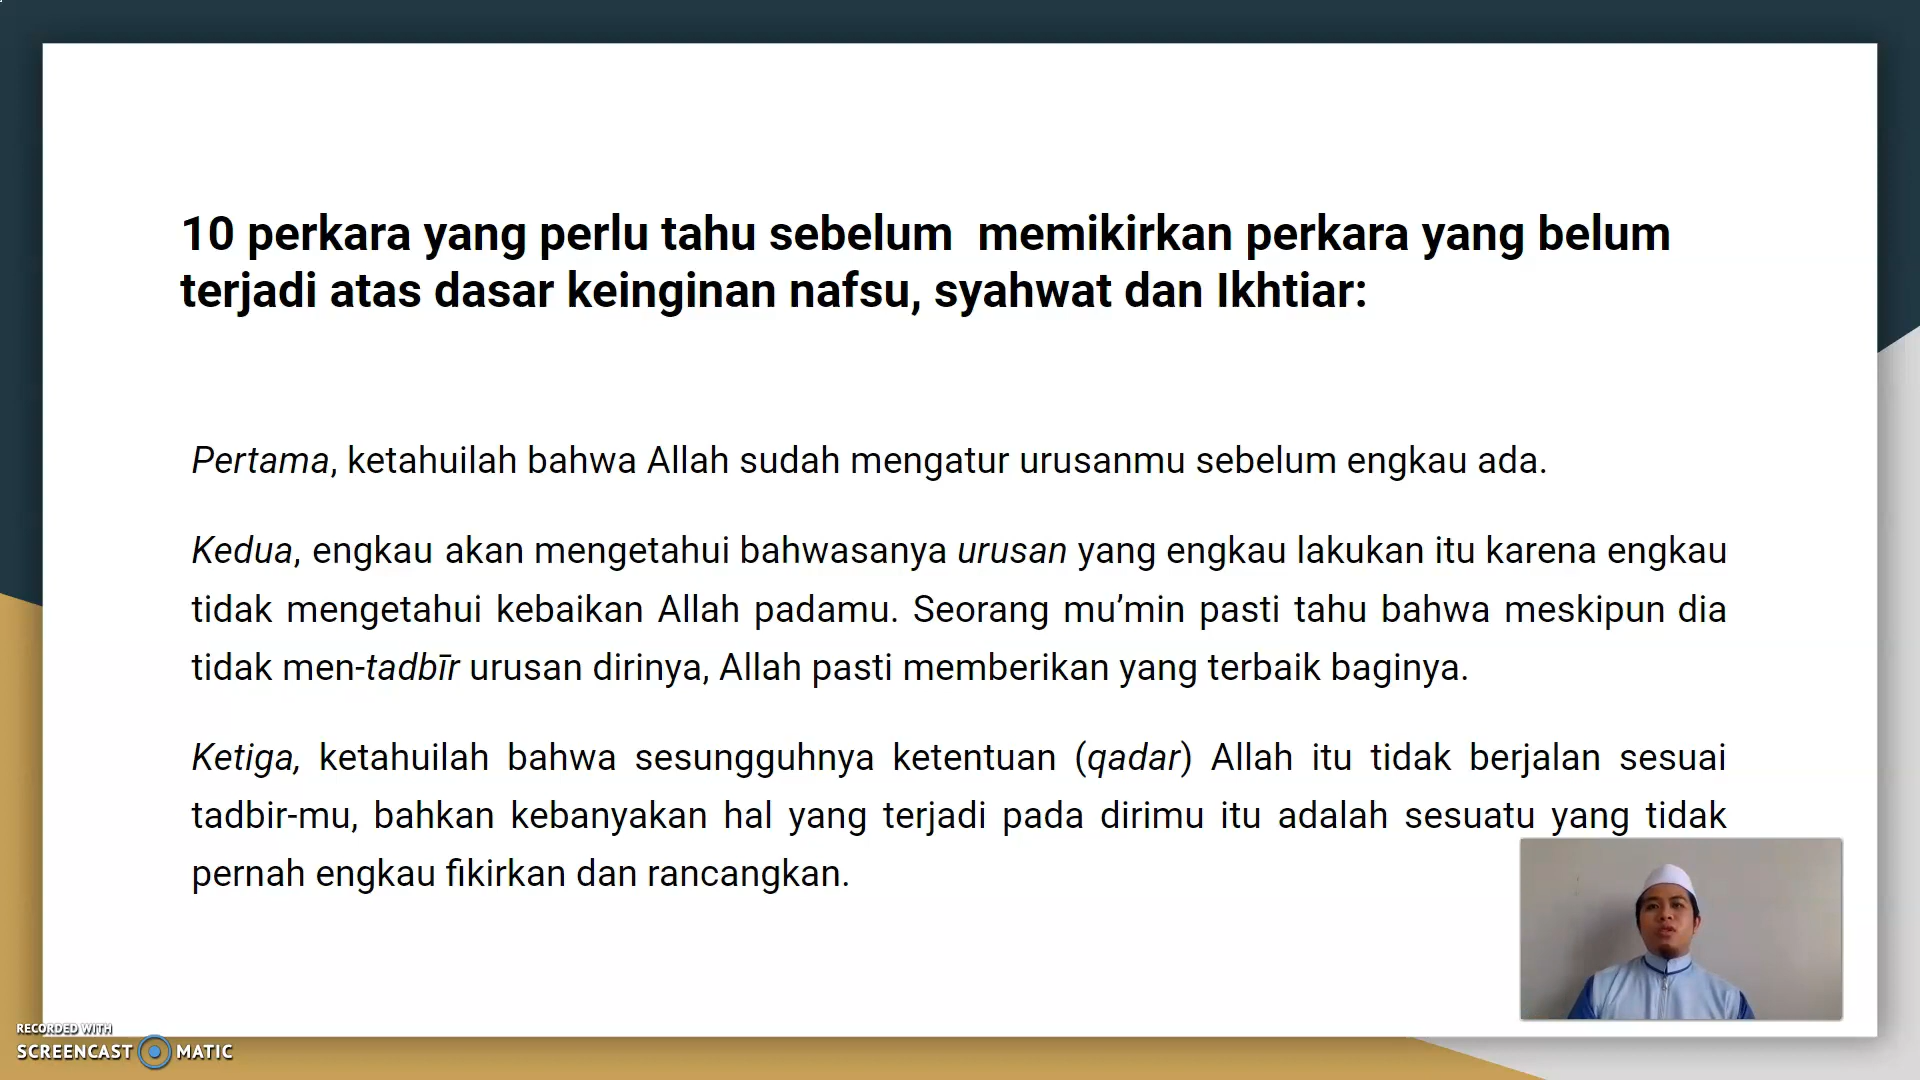 10 perkara yang perlu tahu sebelum  memikirkan perkara yang belum
terjadi atas dasar keinginan nafsu, syahwat dan Ikhtiar:
Pertama, ketahuilah bahwa Allah sudah mengatur urusanmu sebelum engkau ada.
Kedua, engkau akan mengetahui bahwasanya urusan yang engkau lakukan itu karena engkau
tidak mengetahui kebaikan Allah padamu. Seorang mu’min pasti tahu bahwa meskipun dia
tidak men-tadbīr urusan dirinya, Allah pasti memberikan yang terbaik baginya.
Ketiga, ketahuilah bahwa sesungguhnya ketentuan (qadar) Allah itu tidak berjalan sesuai
tadbir-mu, bahkan kebanyakan hal yang terjadi pada dirimu itu adalah sesuatu yang tidak
pernah engkau fikirkan dan rancangkan.
RECORDED WITH
SCREENCAST MATIC